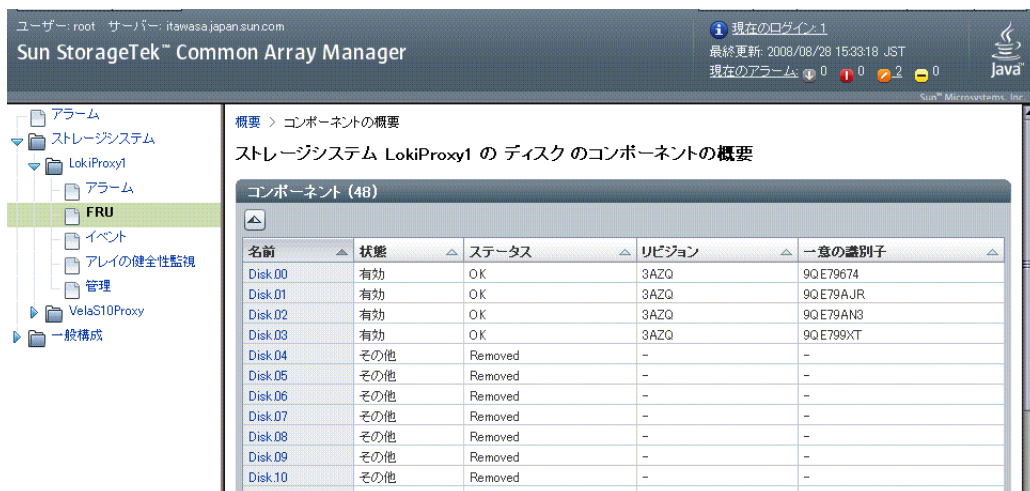 ユーザー: root サーバー: itawasa.japan.sun.com
Sun StorageTek™ Common Array Manager
現在のログイン: 1
最終更新: 2008/08/28 15:33:18 JST
現在のアラーム: 0 0 2 0
Java™
Sun™ Microsystems, Inc.
アラーム
ストレージシステム
LokiProxy1
アラーム
FRU
イベント
アレイの健全性監視
管理
VelaS10Proxy
一般構成
概要 > コンポーネントの概要
ストレージシステム LokiProxy1 の ディスク のコンポーネントの概要
コンポーネント (48)
名前 状態 ステータス リビジョン 一意の識別子
Disk.00 有効 OK 3AZQ 9QE79674
Disk.01 有効 OK 3AZQ 9QE79AJR
Disk.02 有効 OK 3AZQ 9QE79AN3
Disk.03 有効 OK 3AZQ 9QE799XT
Disk.04 その他 Removed - -
Disk.05 その他 Removed - -
Disk.06 その他 Removed - -
Disk.07 その他 Removed - -
Disk.08 その他 Removed - -
Disk.09 その他 Removed - -
Disk.10 その他 Removed - -